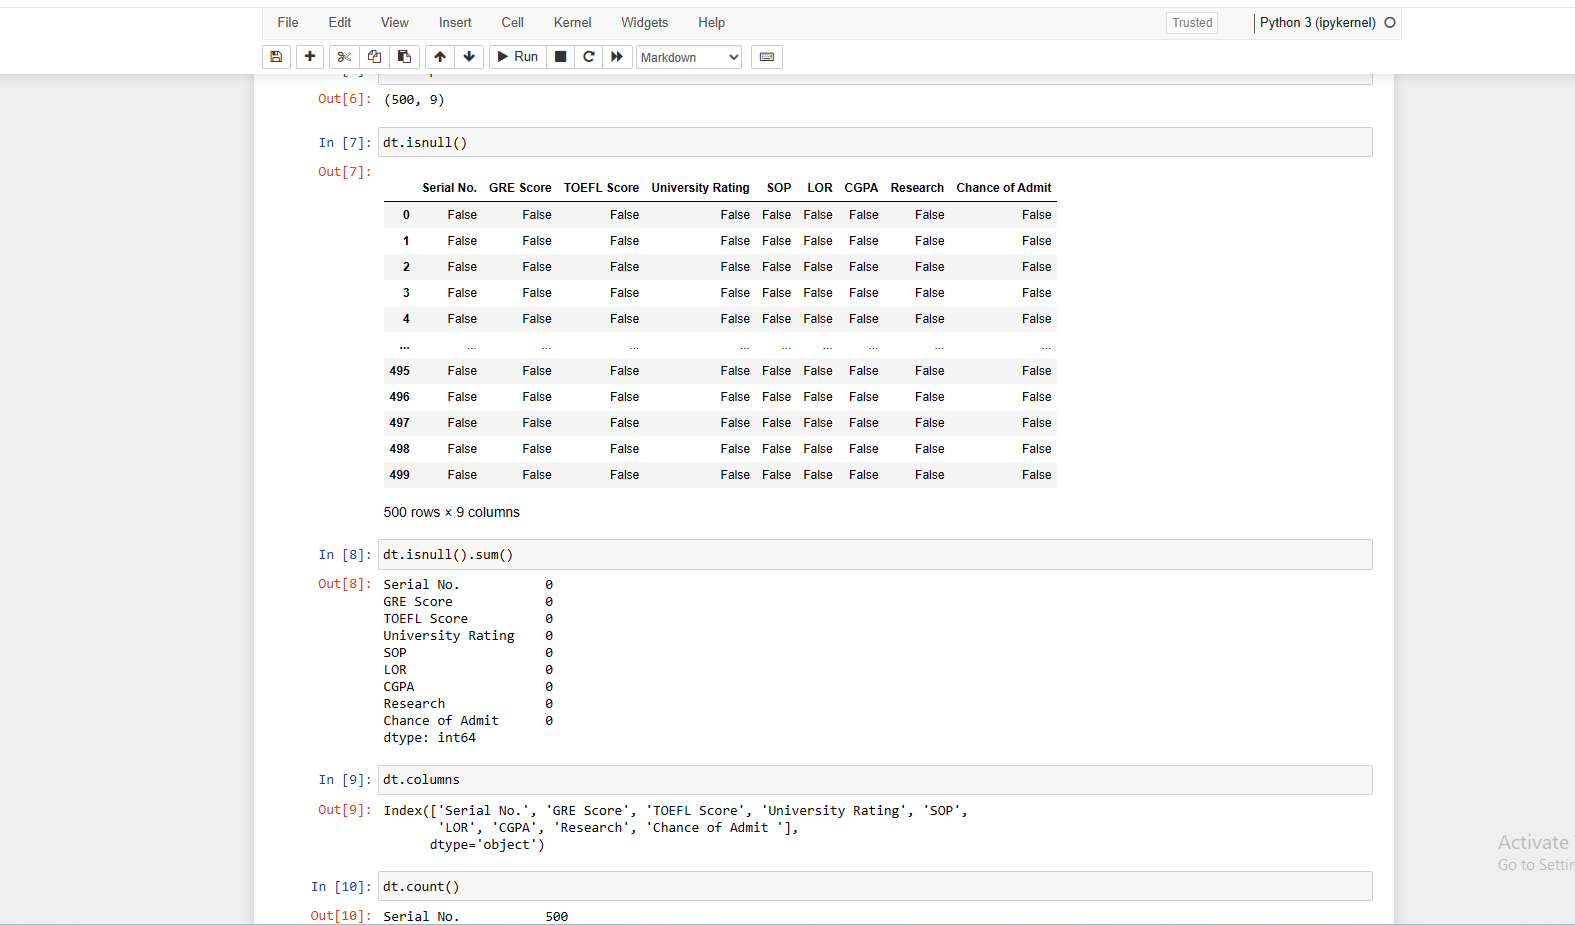 File Edit View Insert Cell Kernel Widgets Help Trusted Python 3 (ipykernel)
Run Markdown
Out[6]: (500, 9)
In [7]: dt.isnull()
Out[7]:
Serial No. GRE Score TOEFL Score University Rating SOP LOR CGPA Research Chance of Admit
0 False False False False False False False False False
1 False False False False False False False False False
2 False False False False False False False False False
3 False False False False False False False False False
4 False False False False False False False False False
... ... ... ... ... ... ... ... ... ...
495 False False False False False False False False False
496 False False False False False False False False False
497 False False False False False False False False False
498 False False False False False False False False False
499 False False False False False False False False False
500 rows × 9 columns
In [8]: dt.isnull().sum()
Out[8]: Serial No. 0
GRE Score 0
TOEFL Score 0
University Rating 0
SOP 0
LOR 0
CGPA 0
Research 0
Chance of Admit 0
dtype: int64
In [9]: dt.columns
Out[9]: Index(['Serial No.', 'GRE Score', 'TOEFL Score', 'University Rating', 'SOP',
'LOR', 'CGPA', 'Research', 'Chance of Admit '],
dtype='object')
Activate
Go to Settin
In [10]: dt.count()
Out[10]: Serial No. 500